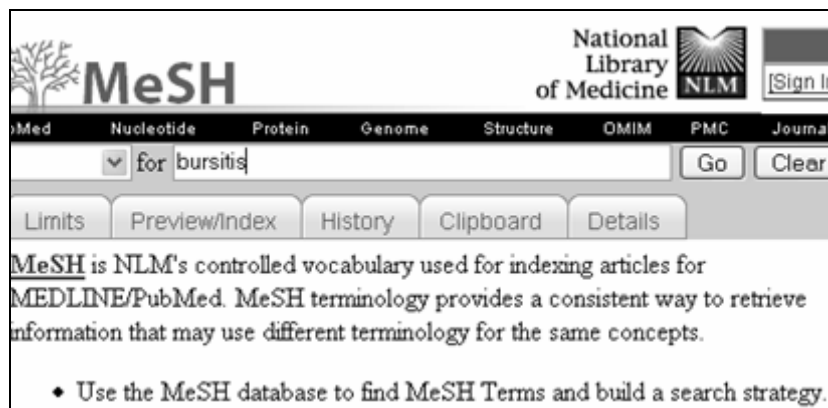 National
Library
of Medicine
NLM
MeSH
[Sign In
bMed Nucleotide Protein Genome Structure OMIM PMC Journa
for bursitis Go Clear
Limits Preview/Index History Clipboard Details
MeSH is NLM's controlled vocabulary used for indexing articles for
MEDLINE/PubMed. MeSH terminology provides a consistent way to retrieve
information that may use different terminology for the same concepts.
• Use the MeSH database to find MeSH Terms and build a search strategy.